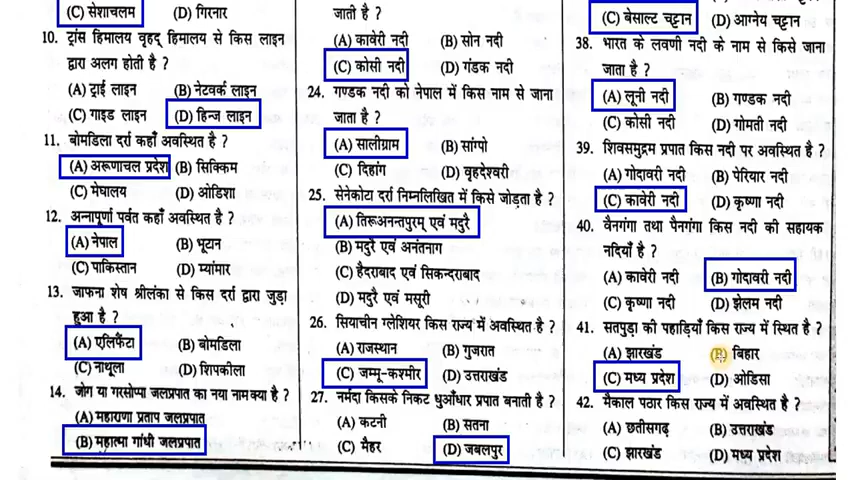 (C) सेशाचलम (D) गिरनार
10. ट्रांस हिमालय वृहद् हिमालय से किस लाइन
द्वारा अलग होती है ?
(A) ट्राई लाइन (B) नेटवर्क लाइन
(C) गाइड लाइन (D) हिन्ज लाइन
11. बोमडिला दर्रा कहाँ अवस्थित है ?
(A) अरूणाचल प्रदेश (B) सिक्किम
(C) मेघालय (D) ओडिशा
12. अन्नापूर्णा पर्वत कहाँ अवस्थित है ?
(A) नेपाल (B) भूटान
(C) पाकिस्तान (D) म्यांमार
13. जाफना शेष श्रीलंका से किस दर्रा द्वारा जुड़ा
हुआ है ?
(A) एलिफैंटा (B) बोमडिला
(C) नाथूला (D) शिपकीला
14. जोग या गरसोप्पा जलप्रपात का नया नाम क्या है ?
(A) महाराणा प्रताप जलप्रपात
(B) महात्मा गांधी जलप्रपात
जाती है ?
(A) कावेरी नदी (B) सोन नदी
(C) कोसी नदी (D) गंडक नदी
24. गण्डक नदी को नेपाल में किस नाम से जाना
जाता है ?
(A) सालीग्राम (B) सांग्पो
(C) दिहांग (D) वृहदेश्वरी
25. सेनेकोटा दर्रा निम्नलिखित में किसे जोड़ता है ?
(A) तिरूअनन्तपुरम् एवं मदुरै
(B) मदुरै एवं अनंतनाग
(C) हैदराबाद एवं सिकन्दराबाद
(D) मदुरै एवं मसूरी
26. सियाचीन ग्लेशियर किस राज्य में अवस्थित है ?
(A) राजस्थान (B) गुजरात
(C) जम्मू-कश्मीर (D) उत्तराखंड
27. नर्मदा किसके निकट धुआँधार प्रपात बनाती है ?
(A) कटनी (B) सतना
(C) मैहर (D) जबलपुर
(C) बेसाल्ट चट्टान (D) आग्नेय चट्टान
38. भारत के लवणी नदी के नाम से किसे जाना
जाता है ?
(A) लूनी नदी (B) गण्डक नदी
(C) कोसी नदी (D) गोमती नदी
39. शिवसमुद्रम प्रपात किस नदी पर अवस्थित है ?
(A) गोदावरी नदी (B) पेरियार नदी
(C) कावेरी नदी (D) कृष्णा नदी
40. वैनगंगा तथा पैनगंगा किस नदी की सहायक
नदियाँ है ?
(A) कावेरी नदी (B) गोदावरी नदी
(C) कृष्णा नदी (D) झेलम नदी
41. सतपुड़ा की पहाड़ियाँ किस राज्य में स्थित है ?
(A) झारखंड (B) बिहार
(C) मध्य प्रदेश (D) ओडिसा
42. मैकाल पठार किस राज्य में अवस्थित है ?
(A) छत्तीसगढ़ (B) उत्तराखंड
(C) झारखंड (D) मध्य प्रदेश